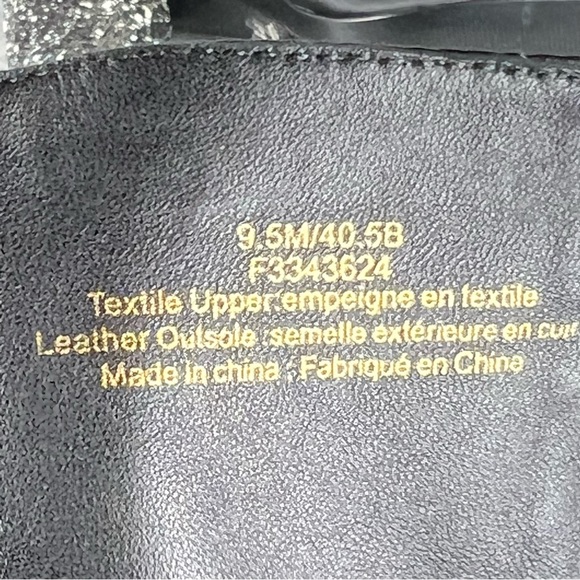 9.5M/40.5B
F3343624
Textile Upper: empeigne en textile
Leather Outsole: semelle extérieure en cuir
Made in china : Fabriqué en China